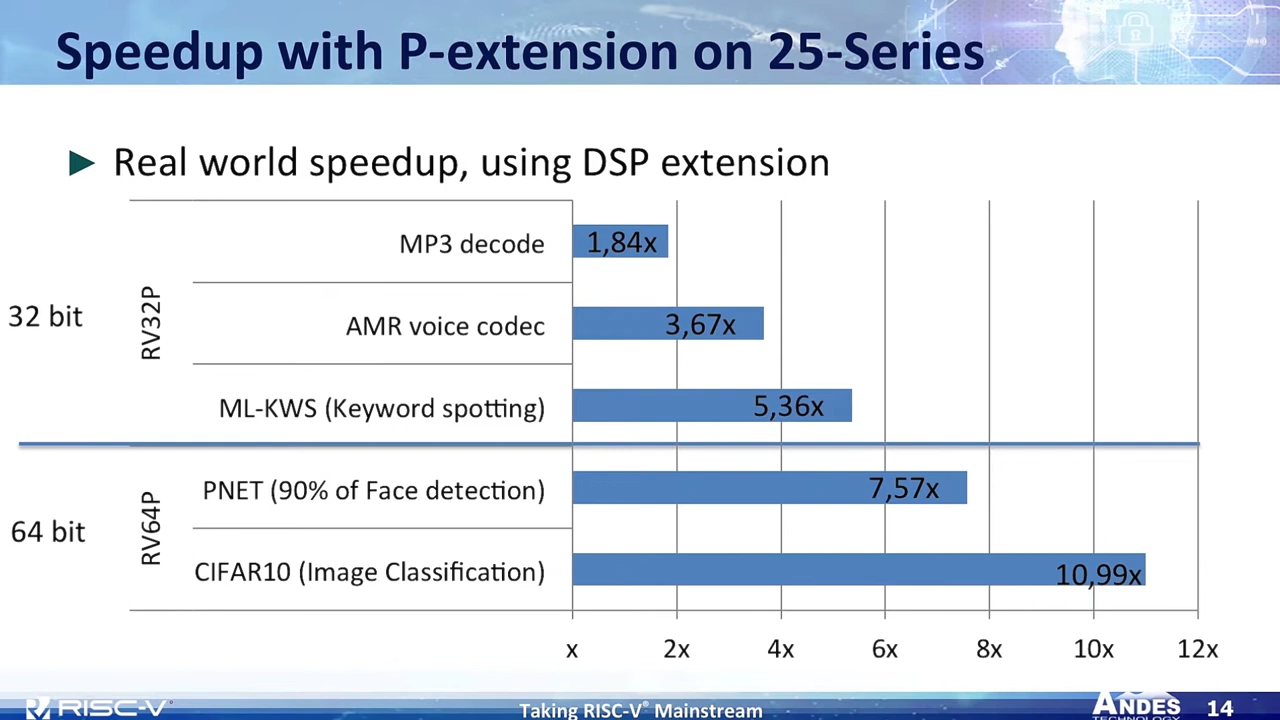 Speedup with P-extension on 25-Series
► Real world speedup, using DSP extension
32 bit
RV32P
MP3 decode
1,84x
AMR voice codec
3,67x
ML-KWS (Keyword spotting)
5,36x
64 bit
RV64P
PNET (90% of Face detection)
7,57x
CIFAR10 (Image Classification)
10,99x
x 2x 4x 6x 8x 10x 12x
RISC-V®
Taking RISC-V® Mainstream
ANDES
TECHNOLOGY
14